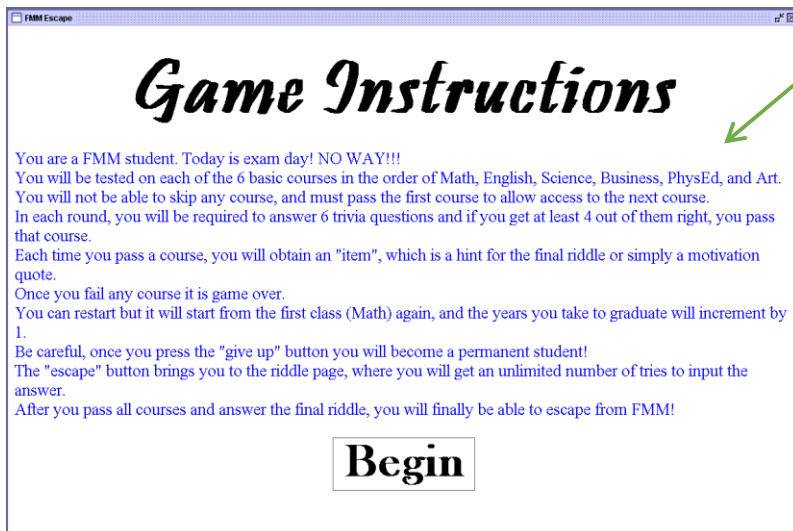 FMM Escape
Game Instructions
You are a FMM student. Today is exam day! NO WAY!!!
You will be tested on each of the 6 basic courses in the order of Math, English, Science, Business, PhysEd, and Art.
You will not be able to skip any course, and must pass the first course to allow access to the next course.
In each round, you will be required to answer 6 trivia questions and if you get at least 4 out of them right, you pass
that course.
Each time you pass a course, you will obtain an "item", which is a hint for the final riddle or simply a motivation
quote.
Once you fail any course it is game over.
You can restart but it will start from the first class (Math) again, and the years you take to graduate will increment by
1.
Be careful, once you press the "give up" button you will become a permanent student!
The "escape" button brings you to the riddle page, where you will get an unlimited number of tries to input the
answer.
After you pass all courses and answer the final riddle, you will finally be able to escape from FMM!
Begin